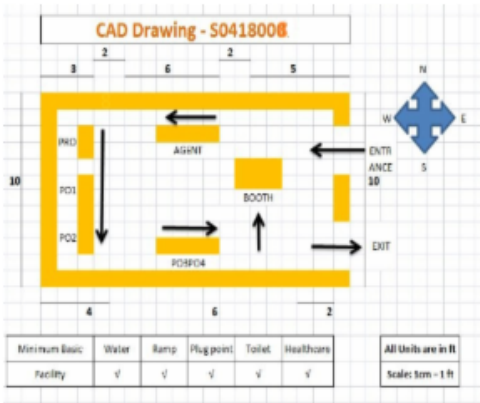 CAD Drawing - S04180008
2 2
3 6 5
N
W E
S
PRO
AGENT
ENTR
ANCE
10 10
PO1
BOOTH
PO2
EXIT
PO3PO4
4 6 2
Minimum Basic Water Ramp Plug point Toilet Healthcare
Facility √ √ √ √ √
All Units are in ft
Scale: 1 ft